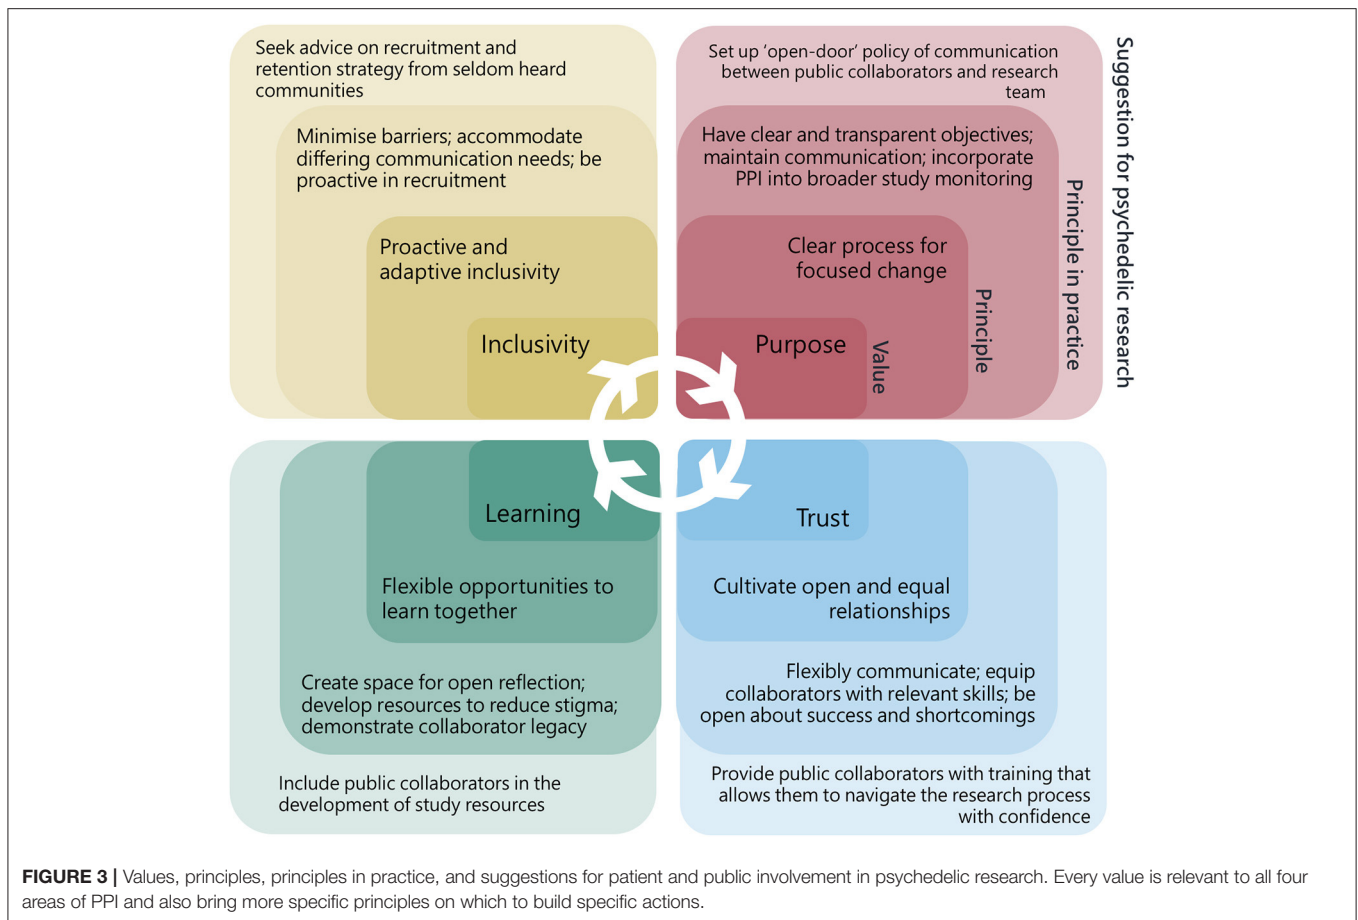 Seek advice on recruitment and
retention strategy from seldom heard
communities
Minimise barriers; accommodate
differing communication needs; be
proactive in recruitment
Proactive and
adaptive inclusivity
Inclusivity
Set up ‘open-door’ policy of communication
between public collaborators and research
team
Have clear and transparent objectives;
maintain communication; incorporate
PPI into broader study monitoring
Clear process for
focused change
Purpose
Value
Principle
Principle in practice
Suggestion for psychedelic research
Learning
Flexible opportunities to
learn together
Create space for open reflection;
develop resources to reduce stigma;
demonstrate collaborator legacy
Include public collaborators in the
development of study resources
Trust
Cultivate open and equal
relationships
Flexibly communicate; equip
collaborators with relevant skills; be
open about success and shortcomings
Provide public collaborators with training that
allows them to navigate the research process
with confidence
FIGURE 3 | Values, principles, principles in practice, and suggestions for patient and public involvement in psychedelic research. Every value is relevant to all four
areas of PPI and also bring more specific principles on which to build specific actions.